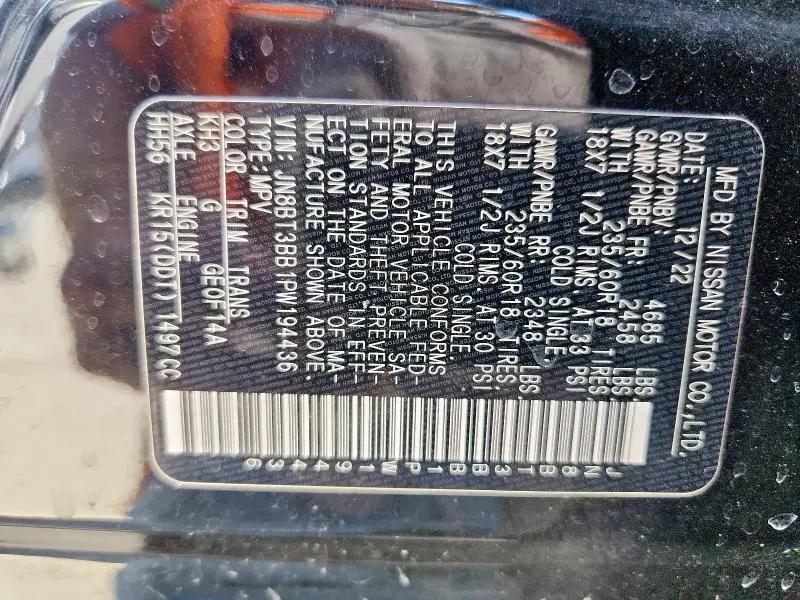 MFD BY NISSAN MOTOR CO.,LTD.
DATE: 12/22
GVWR/PNBV: 4685 LBS
GAWR/PNBE FR: 2458 LBS
WITH 235/60R18 TIRES
18X7 1/2J RIMS AT 33 PSI
COLD SINGLE
GAWR/PNBE RR: 2348 LBS
WITH 235/60R18 TIRES
18X7 1/2J RIMS AT 30 PSI
COLD SINGLE.
THIS VEHICLE CONFORMS
TO ALL APPLICABLE FED-
ERAL MOTOR VEHICLE SA-
FETY AND THEFT PREVEN-
TION STANDARDS IN EFF-
ECT ON THE DATE OF MA-
NUFACTURE SHOWN ABOVE.
VIN: JN8BT3BB1PW194436
TYPE: MPV
COLOR TRIM TRANS
KH3 G GE0F14A
AXLE ENGINE
HH56 KR15(DDT) 1497CC
JN8BT3BB1PW194436